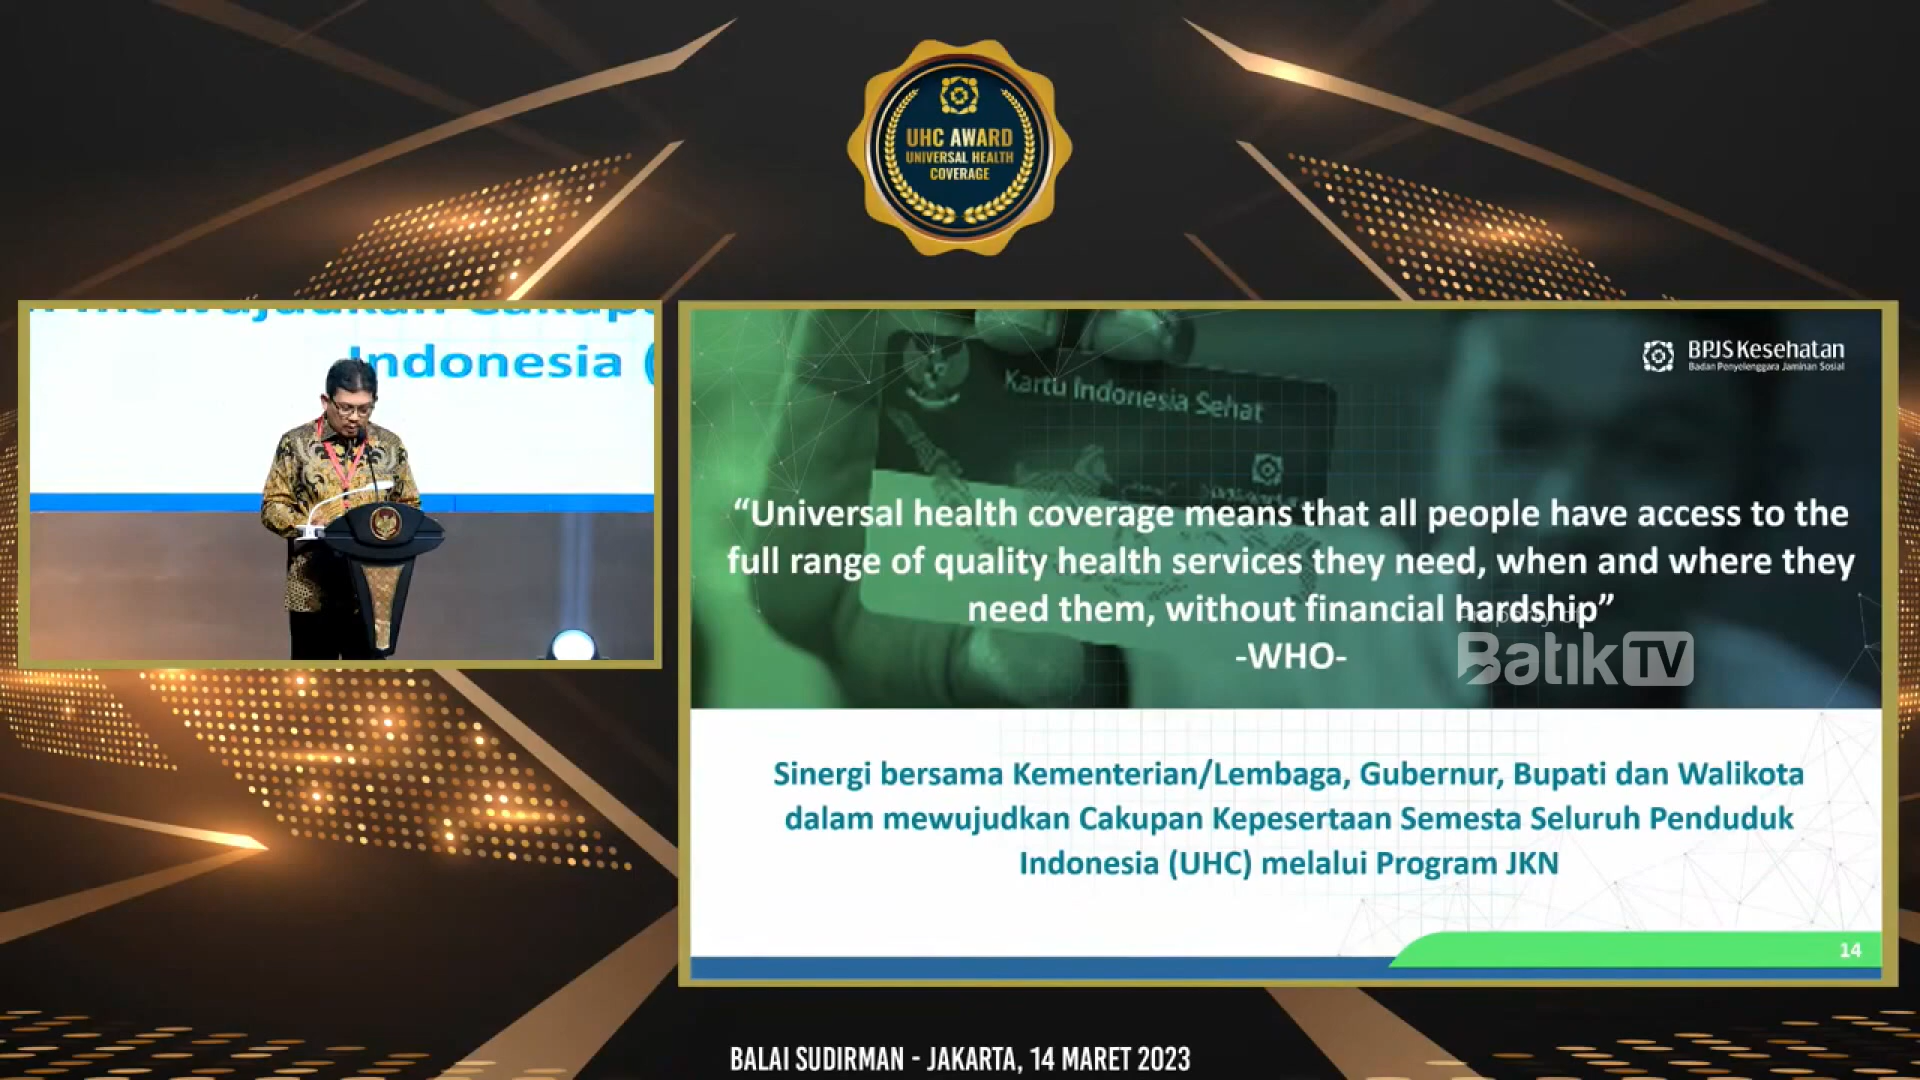 UHC AWARD
UNIVERSAL HEALTH
COVERAGE
Indonesia (
BPJS Kesehatan
Badan Penyelenggara Jaminan Sosial
Kartu Indonesia Sehat
“Universal health coverage means that all people have access to the
full range of quality health services they need, when and where they
need them, without financial hardship”
-WHO-
Batik TV
Sinergi bersama Kementerian/Lembaga, Gubernur, Bupati dan Walikota
dalam mewujudkan Cakupan Kepesertaan Semesta Seluruh Penduduk
Indonesia (UHC) melalui Program JKN
14
BALAI SUDIRMAN - JAKARTA, 14 MARET 2023